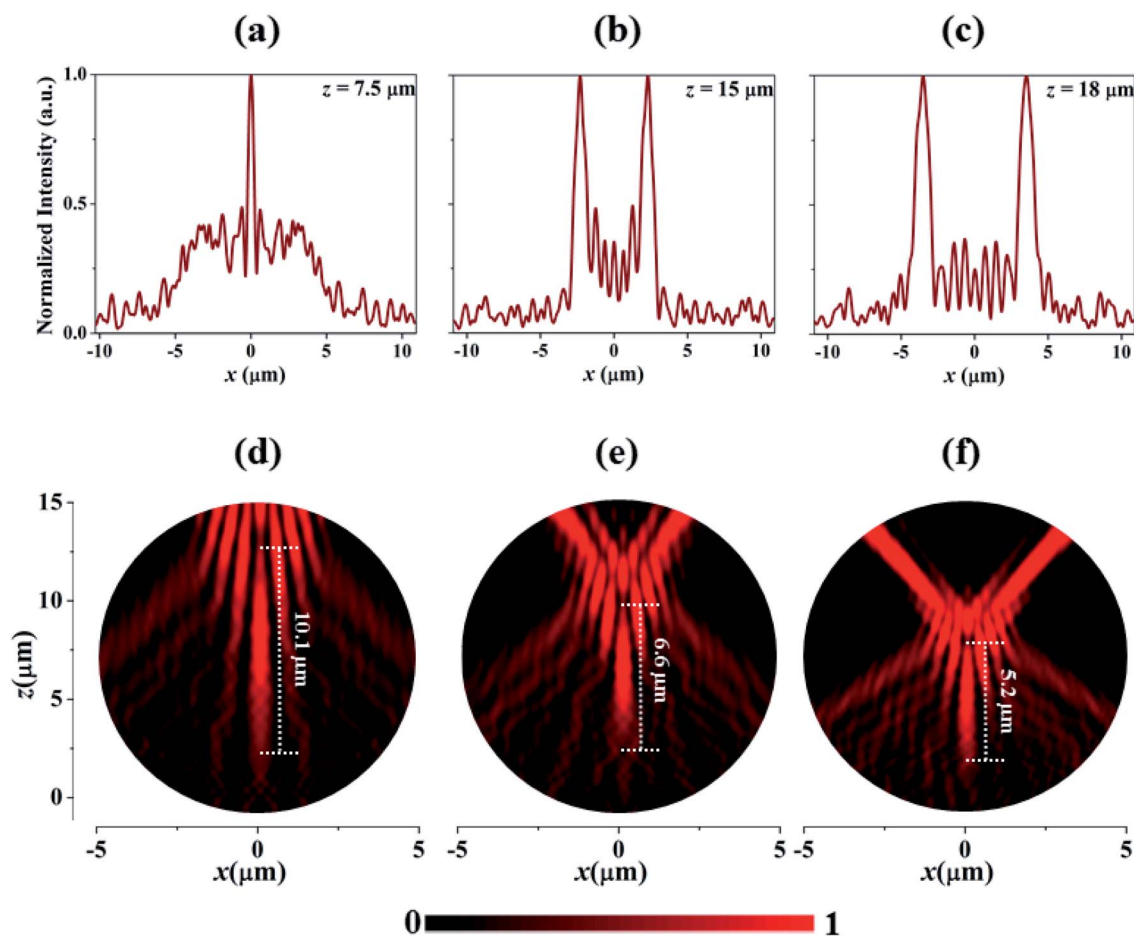 (a) (b) (c)
Normalized Intensity (a.u.)
1.0
0.5
0.0
z = 7.5 μm
-10 -5 0 5 10
x (μm)
z = 15 μm
-10 -5 0 5 10
x (μm)
z = 18 μm
-10 -5 0 5 10
x (μm)
(d) (e) (f)
z(μm)
15
10
5
0
10.1 μm
6.6 μm
5.2 μm
-5 0 5
x(μm)
-5 0 5
x(μm)
-5 0 5
x(μm)
0 1